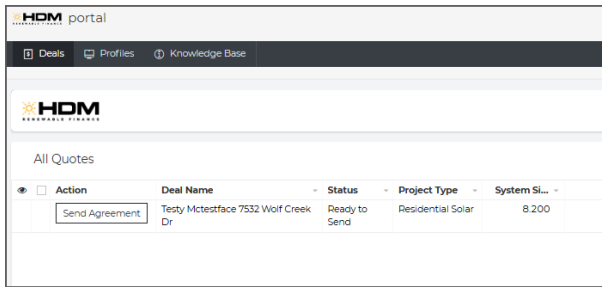 HDM portal
RENEWABLE FINANCE
Deals Profiles Knowledge Base
HDM
RENEWABLE FINANCE
All Quotes
Action Deal Name Status Project Type System Si...
Send Agreement Testy Mctestface 7532 Wolf Creek Ready to Residential Solar 8.200
Dr Send